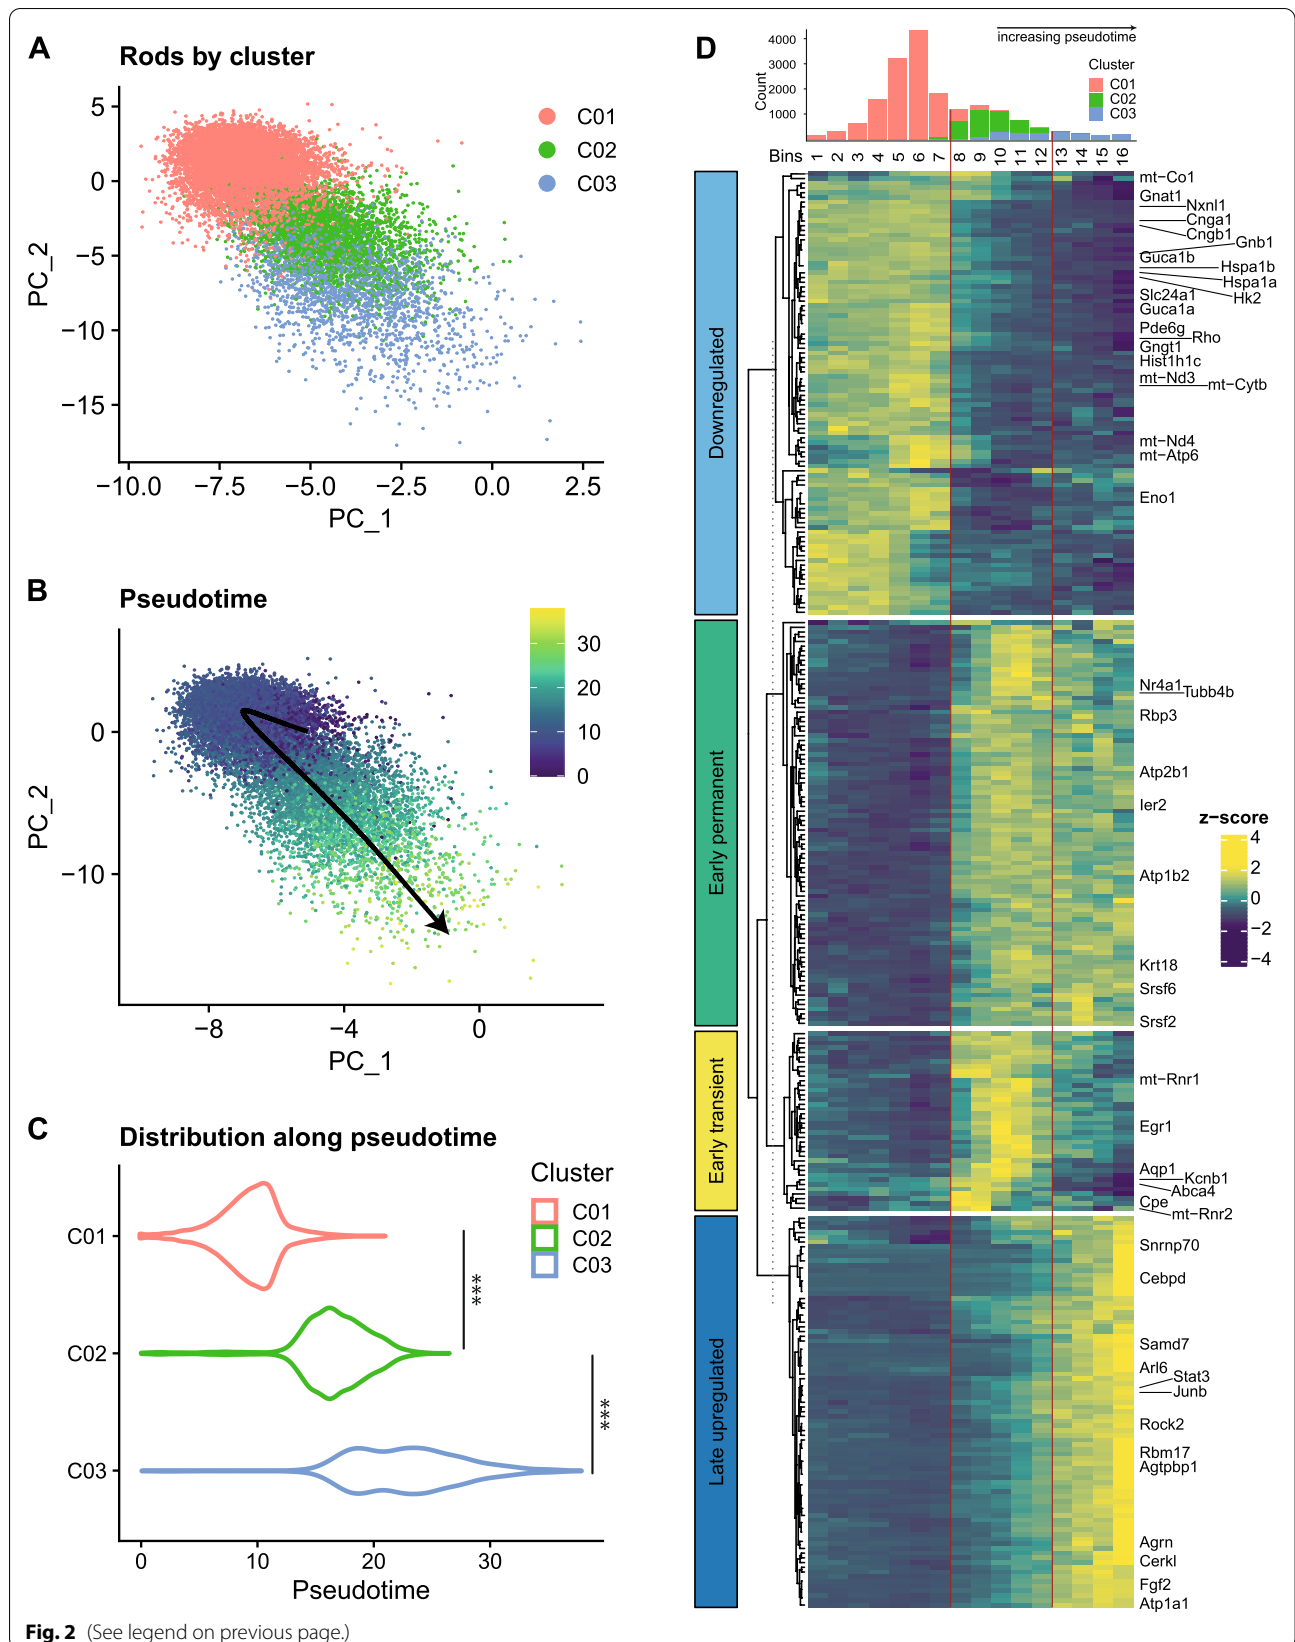 A
Rods by cluster
5
0
−5
−10
−15
PC_2
−10.0
−7.5
−5.0
−2.5
0.0
2.5
PC_1
C01
C02
C03
B
Pseudotime
30
20
10
0
0
−10
PC_2
−8
−4
0
PC_1
C
Distribution along pseudotime
Cluster
C01
C02
C03
C01
C02
C03
***
***
0
10
20
30
Pseudotime
D
increasing pseudotime
4000
3000
2000
1000
Count
Cluster
C01
C02
C03
Bins
1 2 3 4 5 6 7 8 9 10 11 12 13 14 15 16
Downregulated
Early permanent
Early transient
Late upregulated
mt−Co1
Gnat1
Nxnl1
Cnga1
Cngb1
Gnb1
Guca1b
Hspa1b
Hspa1a
Hk2
Slc24a1
Guca1a
Pde6g
Rho
Gngt1
Hist1h1c
mt−Nd3
mt−Cytb
mt−Nd4
mt−Atp6
Eno1
Nr4a1
Tubb4b
Rbp3
Atp2b1
Ier2
Atp1b2
Krt18
Srsf6
Srsf2
mt−Rnr1
Egr1
Aqp1
Kcnb1
Abca4
Cpe
mt−Rnr2
Snrnp70
Cebpd
Samd7
Arl6
Stat3
Junb
Rock2
Rbm17
Agtpbp1
Agrn
Cerkl
Fgf2
Atp1a1
z−score
4
2
0
−2
−4
Fig. 2 (See legend on previous page.)